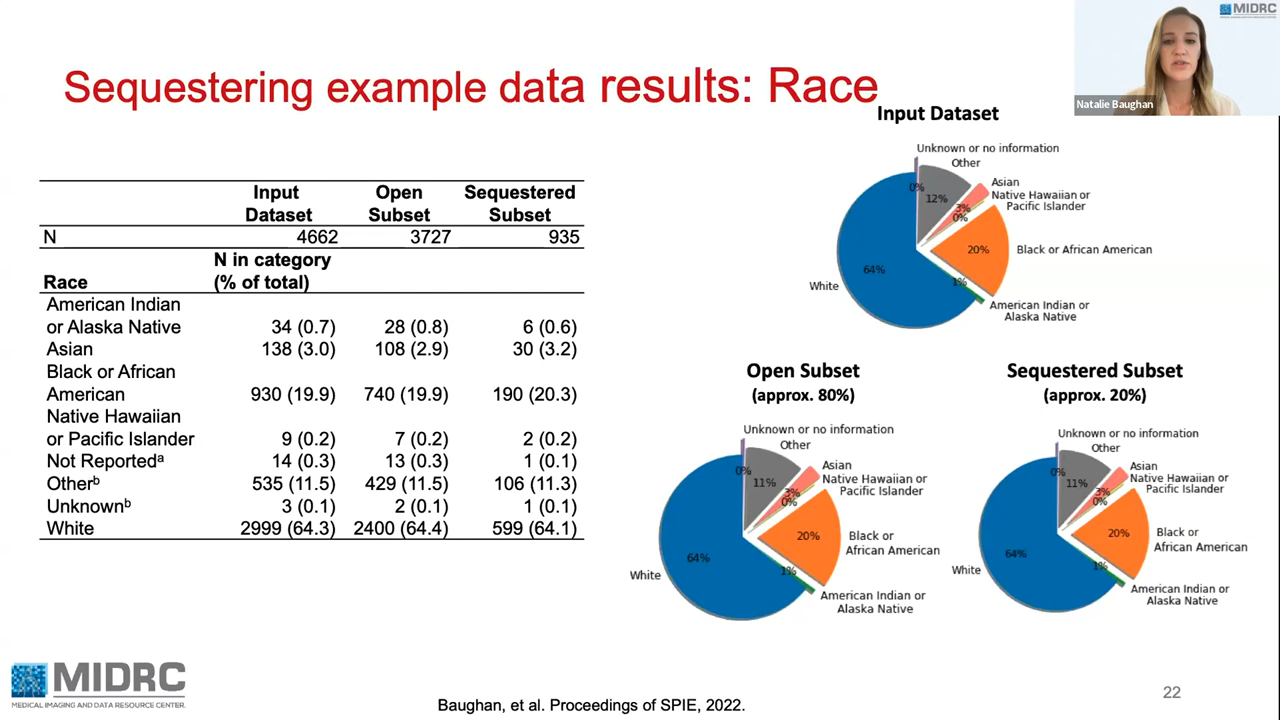 MIDRC
Natalie Baughan
Sequestering example data results: Race
Input Open Sequestered
Dataset Subset Subset
N 4662 3727 935
N in category
Race (% of total)
American Indian
or Alaska Native 34 (0.7) 28 (0.8) 6 (0.6)
Asian 138 (3.0) 108 (2.9) 30 (3.2)
Black or African
American 930 (19.9) 740 (19.9) 190 (20.3)
Native Hawaiian
or Pacific Islander 9 (0.2) 7 (0.2) 2 (0.2)
Not Reportedᵃ 14 (0.3) 13 (0.3) 1 (0.1)
Otherᵇ 535 (11.5) 429 (11.5) 106 (11.3)
Unknownᵇ 3 (0.1) 2 (0.1) 1 (0.1)
White 2999 (64.3) 2400 (64.4) 599 (64.1)
Input Dataset
Unknown or no information
Other
Asian
Native Hawaiian or
Pacific Islander
Black or African American
American Indian or
Alaska Native
White
0%
12%
3%
0%
20%
1%
64%
Open Subset
(approx. 80%)
Unknown or no information
Other
Asian
Native Hawaiian or
Pacific Islander
Black or
African American
American Indian or
Alaska Native
White
0%
11%
3%
0%
20%
1%
64%
Sequestered Subset
(approx. 20%)
Unknown or no information
Other
Asian
Native Hawaiian or
Pacific Islander
Black or
African American
American Indian or
Alaska Native
White
0%
11%
3%
0%
20%
1%
64%
MIDRC
MEDICAL IMAGING AND DATA RESOURCE CENTER.
Baughan, et al. Proceedings of SPIE, 2022.
22